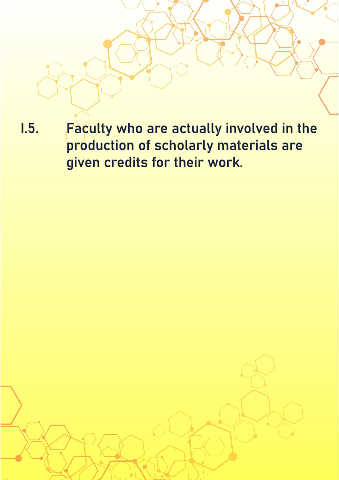 I.5. Faculty who are actually involved in the
production of scholarly materials are
given credits for their work.